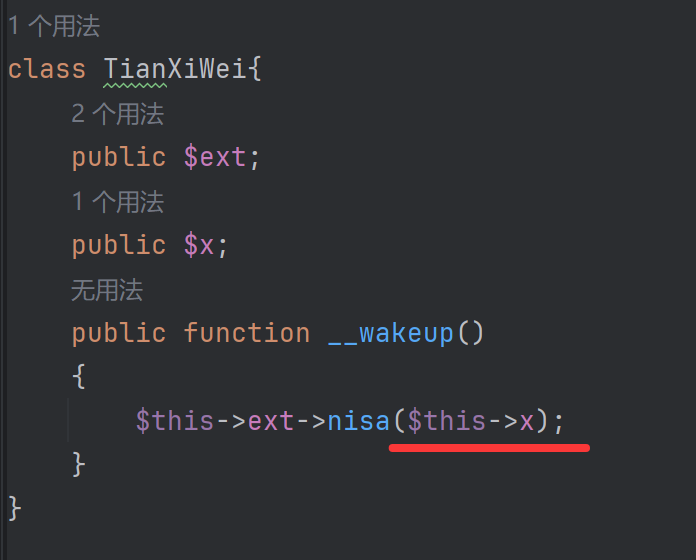 1 个用法
class TianXiWei{
2 个用法
public $ext;
1 个用法
public $x;
无用法
public function __wakeup()
{
$this->ext->nisa($this->x);
}
}